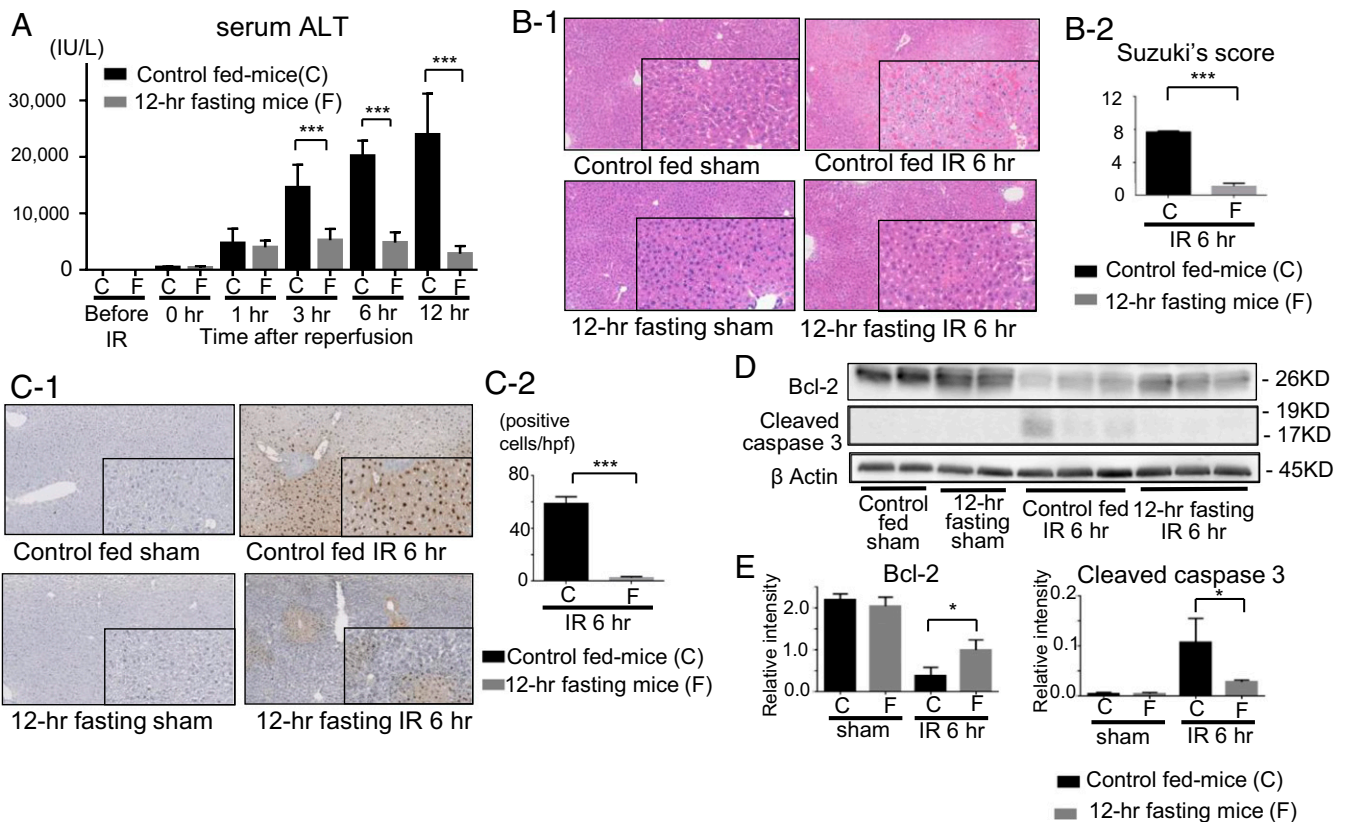 A
serum ALT
(IU/L)
Control fed-mice(C)
12-hr fasting mice (F)
***
***
***
30,000
20,000
10,000
0
C F C F C F C F C F C F
Before IR
0 hr
1 hr
3 hr
6 hr
12 hr
Time after reperfusion
B-1
Control fed sham
Control fed IR 6 hr
12-hr fasting sham
12-hr fasting IR 6 hr
B-2
Suzuki's score
***
12
8
4
0
C F
IR 6 hr
Control fed-mice (C)
12-hr fasting mice (F)
C-1
Control fed sham
Control fed IR 6 hr
12-hr fasting sham
12-hr fasting IR 6 hr
C-2
(positive
cells/hpf)
***
80
40
0
C F
IR 6 hr
Control fed-mice (C)
12-hr fasting mice (F)
D
Bcl-2
- 26KD
Cleaved
caspase 3
- 19KD
- 17KD
β Actin
- 45KD
Control
fed
sham
12-hr
fasting
sham
Control fed
IR 6 hr
12-hr fasting
IR 6 hr
E
Bcl-2
Relative intensity
2.0
1.0
0.0
*
C F C F
sham
IR 6 hr
Cleaved caspase 3
Relative intensity
0.2
0.1
0.0
*
C F C F
sham
IR 6 hr
Control fed-mice (C)
12-hr fasting mice (F)